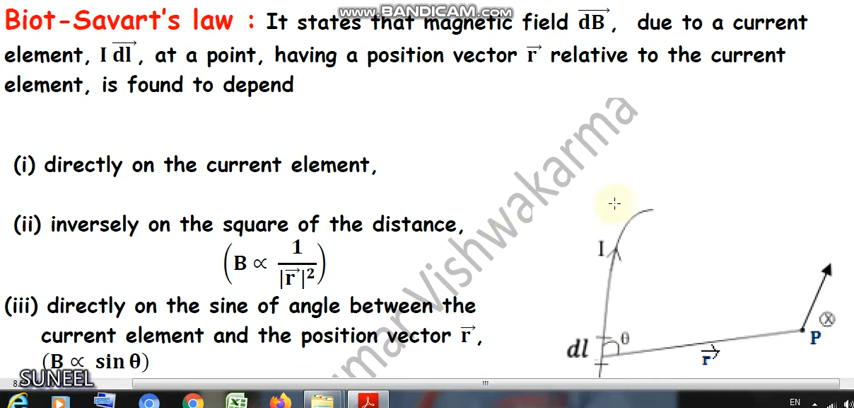 www.BANDICAM.com
Biot-Savart's law : It states that magnetic field dB⃗, due to a current
element, I dl⃗, at a point, having a position vector r⃗ relative to the current
element, is found to depend
(i) directly on the current element,
(ii) inversely on the square of the distance,
(B ∝ 1/|r⃗|²)
(iii) directly on the sine of angle between the
current element and the position vector r⃗,
(B ∝ sin θ)
I
dl
θ
r⃗
P
mar Vishwakarma
SUNEEL
EN